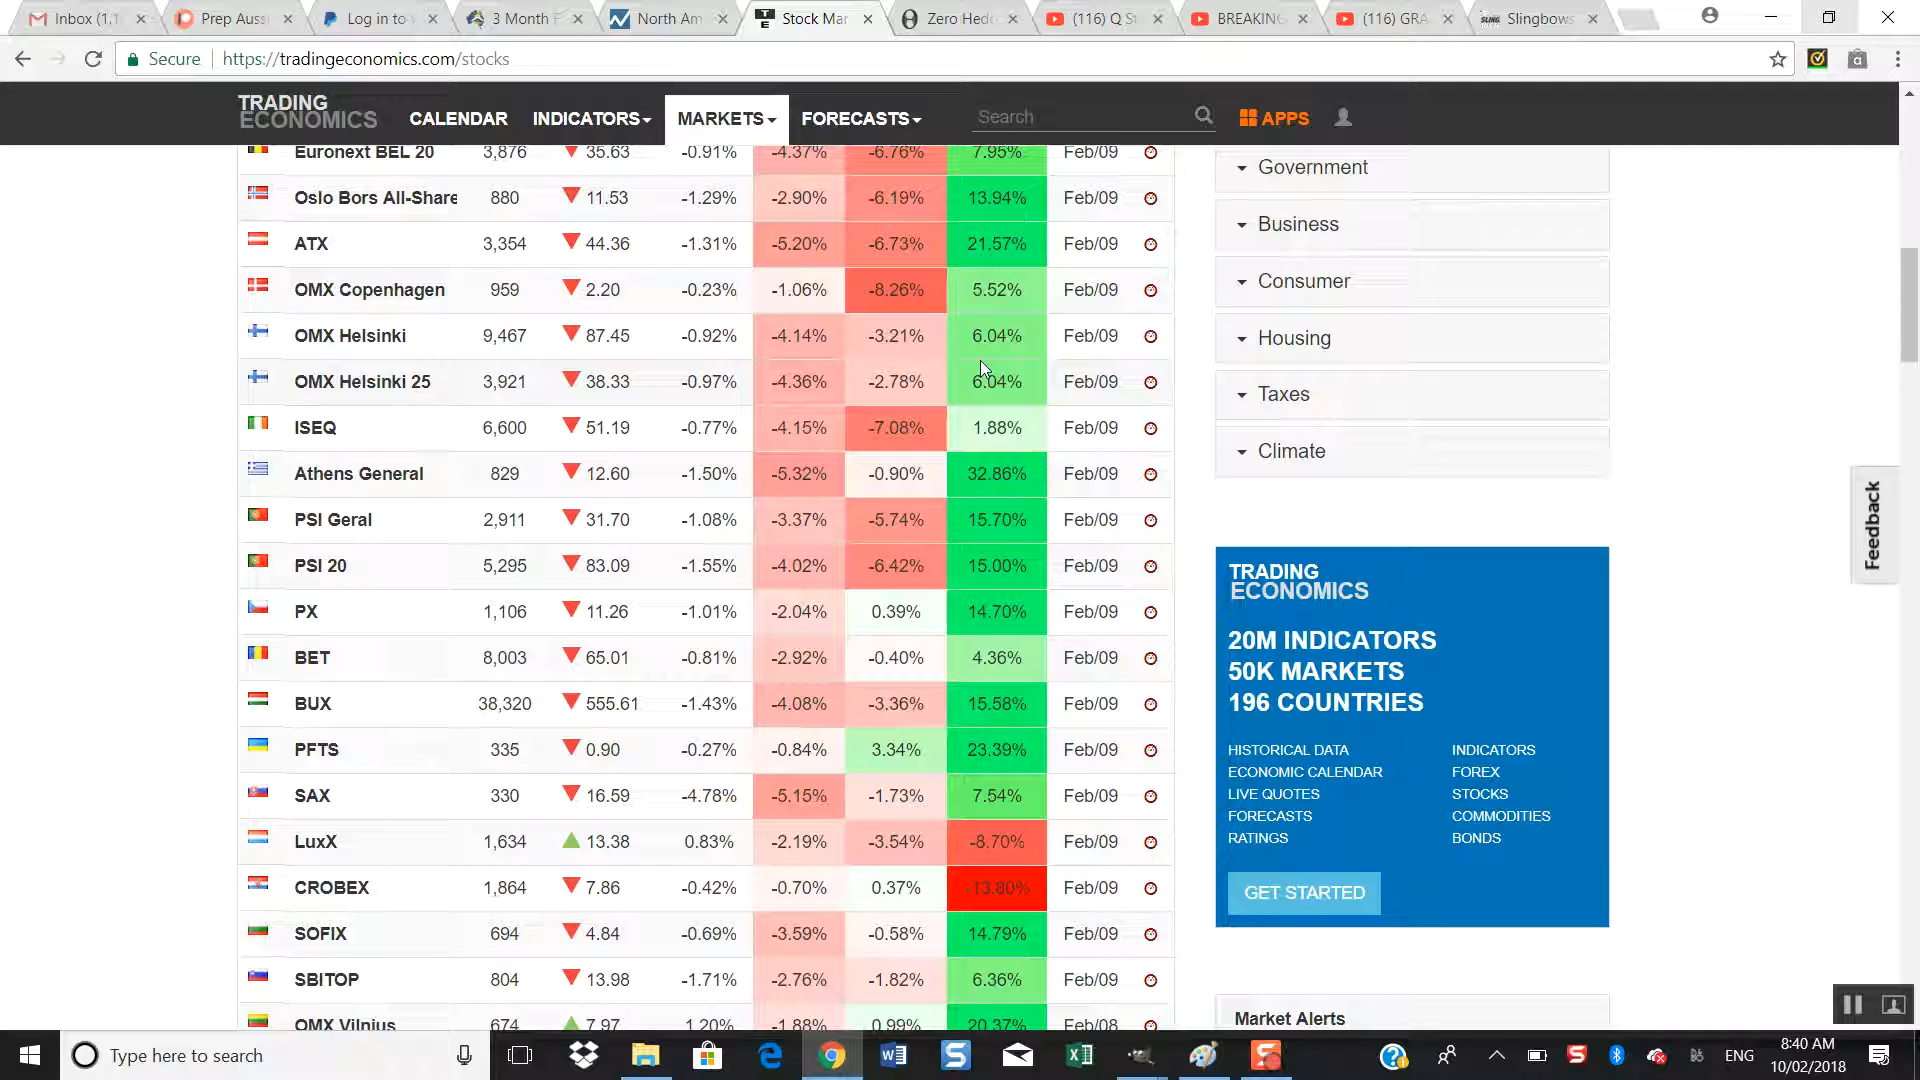 Inbox (1,1
Prep Auss
Log in to
3 Month F
North Am
Stock Mar
Zero Hed
(116) Q S
BREAKING
(116) GRA
Slingbows
Secure
https://tradingeconomics.com/stocks
TRADING
ECONOMICS
CALENDAR
INDICATORS
MARKETS
FORECASTS
Search
APPS
Euronext BEL 20 3,876 35.63 -0.91% -4.37% -6.76% 7.95% Feb/09
Oslo Bors All-Share 880 11.53 -1.29% -2.90% -6.19% 13.94% Feb/09
ATX 3,354 44.36 -1.31% -5.20% -6.73% 21.57% Feb/09
OMX Copenhagen 959 2.20 -0.23% -1.06% -8.26% 5.52% Feb/09
OMX Helsinki 9,467 87.45 -0.92% -4.14% -3.21% 6.04% Feb/09
OMX Helsinki 25 3,921 38.33 -0.97% -4.36% -2.78% 6.04% Feb/09
ISEQ 6,600 51.19 -0.77% -4.15% -7.08% 1.88% Feb/09
Athens General 829 12.60 -1.50% -5.32% -0.90% 32.86% Feb/09
PSI Geral 2,911 31.70 -1.08% -3.37% -5.74% 15.70% Feb/09
PSI 20 5,295 83.09 -1.55% -4.02% -6.42% 15.00% Feb/09
PX 1,106 11.26 -1.01% -2.04% 0.39% 14.70% Feb/09
BET 8,003 65.01 -0.81% -2.92% -0.40% 4.36% Feb/09
BUX 38,320 555.61 -1.43% -4.08% -3.36% 15.58% Feb/09
PFTS 335 0.90 -0.27% -0.84% 3.34% 23.39% Feb/09
SAX 330 16.59 -4.78% -5.15% -1.73% 7.54% Feb/09
LuxX 1,634 13.38 0.83% -2.19% -3.54% -8.70% Feb/09
CROBEX 1,864 7.86 -0.42% -0.70% 0.37% -13.80% Feb/09
SOFIX 694 4.84 -0.69% -3.59% -0.58% 14.79% Feb/09
SBITOP 804 13.98 -1.71% -2.76% -1.82% 6.36% Feb/09
OMX Vilnius 674 7.97 1.20% -1.88% 0.99% 20.37% Feb/08
Government
Business
Consumer
Housing
Taxes
Climate
Feedback
TRADING
ECONOMICS
20M INDICATORS
50K MARKETS
196 COUNTRIES
HISTORICAL DATA INDICATORS
ECONOMIC CALENDAR FOREX
LIVE QUOTES STOCKS
FORECASTS COMMODITIES
RATINGS BONDS
GET STARTED
Market Alerts
Type here to search
ENG
8:40 AM
10/02/2018